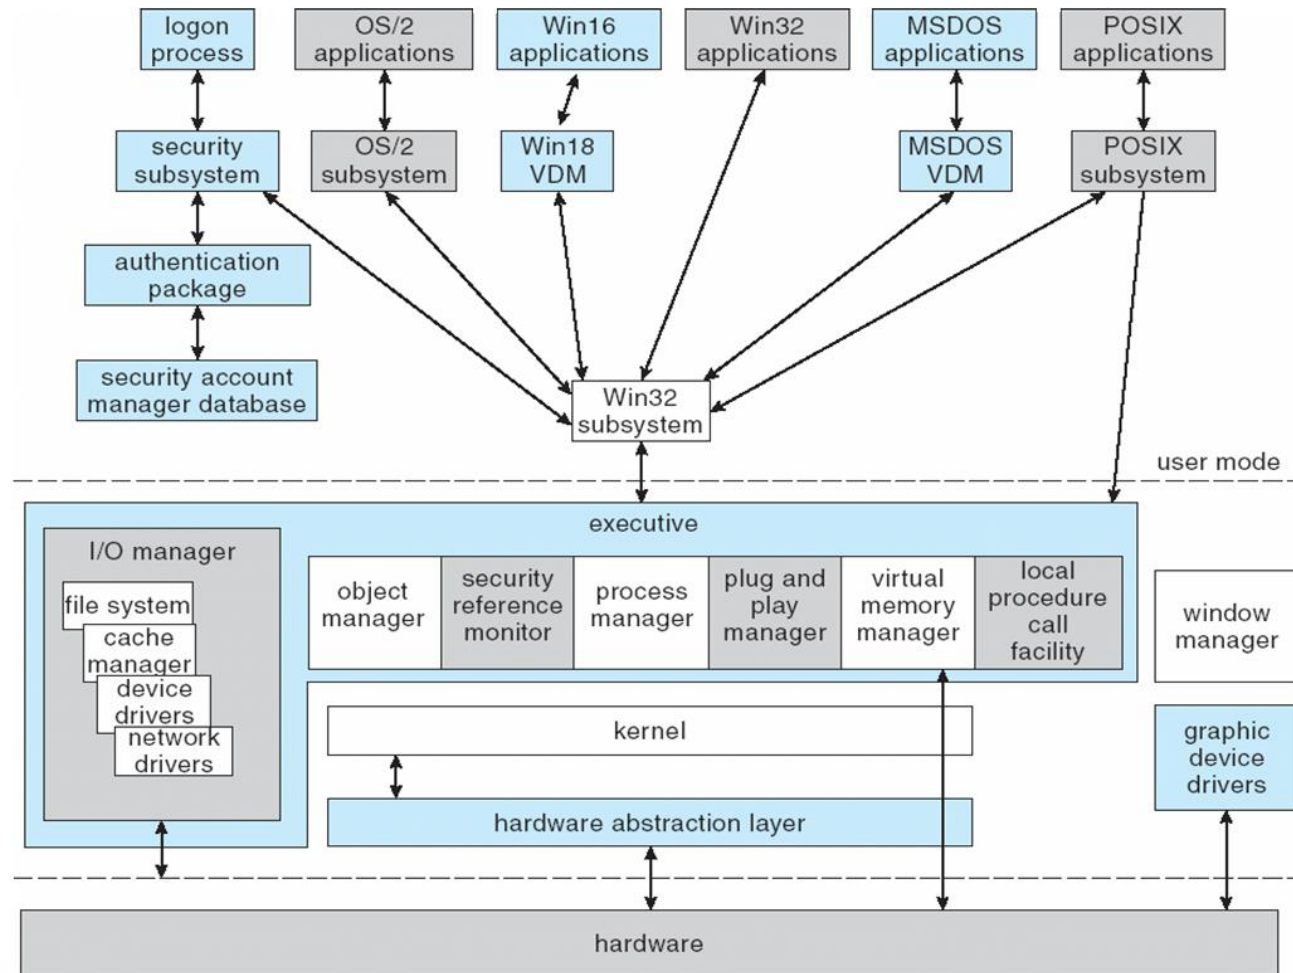 logon
process
OS/2
applications
Win16
applications
Win32
applications
MSDOS
applications
POSIX
applications
security
subsystem
OS/2
subsystem
Win18
VDM
MSDOS
VDM
POSIX
subsystem
authentication
package
security account
manager database
Win32
subsystem
user mode
executive
I/O manager
file system
cache
manager
device
drivers
network
drivers
object
manager
security
reference
monitor
process
manager
plug and
play
manager
virtual
memory
manager
local
procedure
call
facility
window
manager
kernel
graphic
device
drivers
hardware abstraction layer
hardware